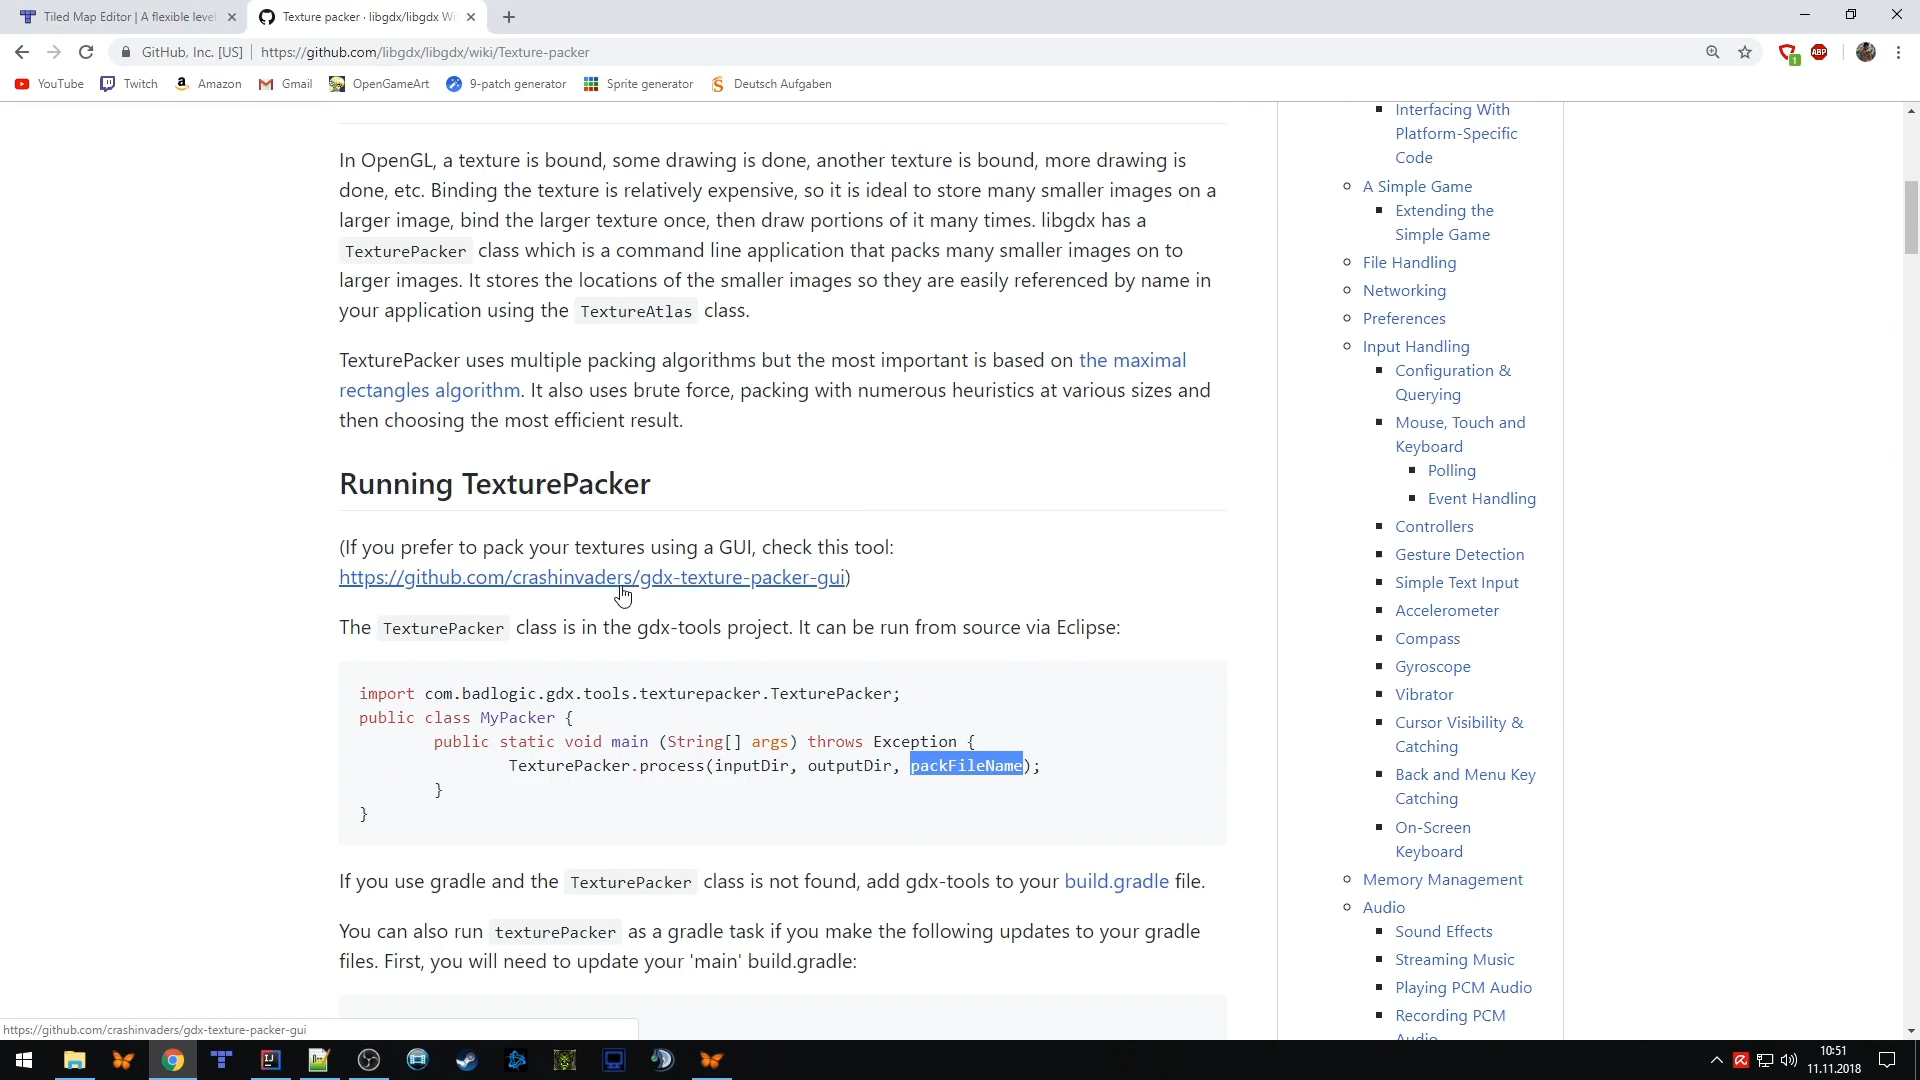 Tiled Map Editor | A flexible level
Texture packer · libgdx/libgdx Wi
GitHub, Inc. [US]
https://github.com/libgdx/libgdx/wiki/Texture-packer
ABP
1
YouTube
Twitch
Amazon
Gmail
OpenGameArt
9-patch generator
Sprite generator
Deutsch Aufgaben
In OpenGL, a texture is bound, some drawing is done, another texture is bound, more drawing is
done, etc. Binding the texture is relatively expensive, so it is ideal to store many smaller images on a
larger image, bind the larger texture once, then draw portions of it many times. libgdx has a
TexturePacker class which is a command line application that packs many smaller images on to
larger images. It stores the locations of the smaller images so they are easily referenced by name in
your application using the TextureAtlas class.
TexturePacker uses multiple packing algorithms but the most important is based on the maximal
rectangles algorithm. It also uses brute force, packing with numerous heuristics at various sizes and
then choosing the most efficient result.
Running TexturePacker
(If you prefer to pack your textures using a GUI, check this tool:
https://github.com/crashinvaders/gdx-texture-packer-gui)
The TexturePacker class is in the gdx-tools project. It can be run from source via Eclipse:
import com.badlogic.gdx.tools.texturepacker.TexturePacker;
public class MyPacker {
public static void main (String[] args) throws Exception {
TexturePacker.process(inputDir, outputDir, packFileName);
}
}
If you use gradle and the TexturePacker class is not found, add gdx-tools to your build.gradle file.
You can also run texturePacker as a gradle task if you make the following updates to your gradle
files. First, you will need to update your 'main' build.gradle:
Interfacing With
Platform-Specific
Code
A Simple Game
Extending the
Simple Game
File Handling
Networking
Preferences
Input Handling
Configuration &
Querying
Mouse, Touch and
Keyboard
Polling
Event Handling
Controllers
Gesture Detection
Simple Text Input
Accelerometer
Compass
Gyroscope
Vibrator
Cursor Visibility &
Catching
Back and Menu Key
Catching
On-Screen
Keyboard
Memory Management
Audio
Sound Effects
Streaming Music
Playing PCM Audio
Recording PCM
Audio
https://github.com/crashinvaders/gdx-texture-packer-gui
10:51
11.11.2018